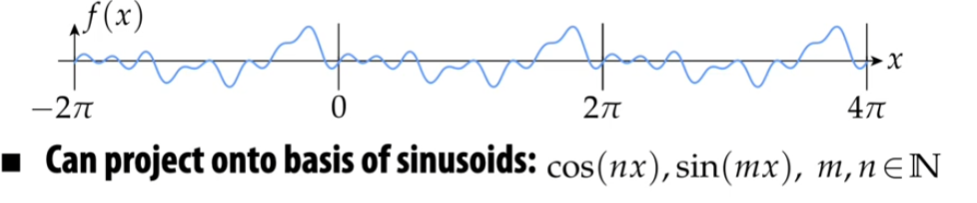 f(x)
x
−2π 0 2π 4π
■ Can project onto basis of sinusoids: cos(nx), sin(mx), m, n ∈ ℕ